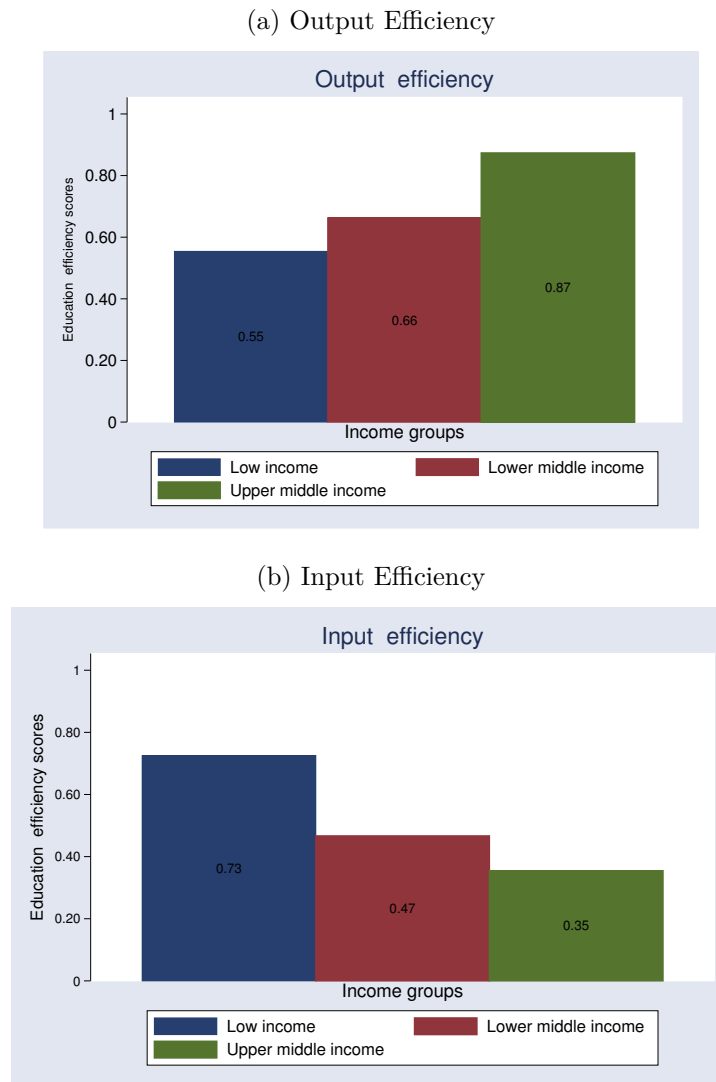 (a) Output Efficiency
Output efficiency
Education efficiency scores
1
0.80
0.60
0.40
0.20
0
0.55
0.66
0.87
Income groups
Low income
Lower middle income
Upper middle income
(b) Input Efficiency
Input efficiency
Education efficiency scores
1
0.80
0.60
0.40
0.20
0
0.73
0.47
0.35
Income groups
Low income
Lower middle income
Upper middle income